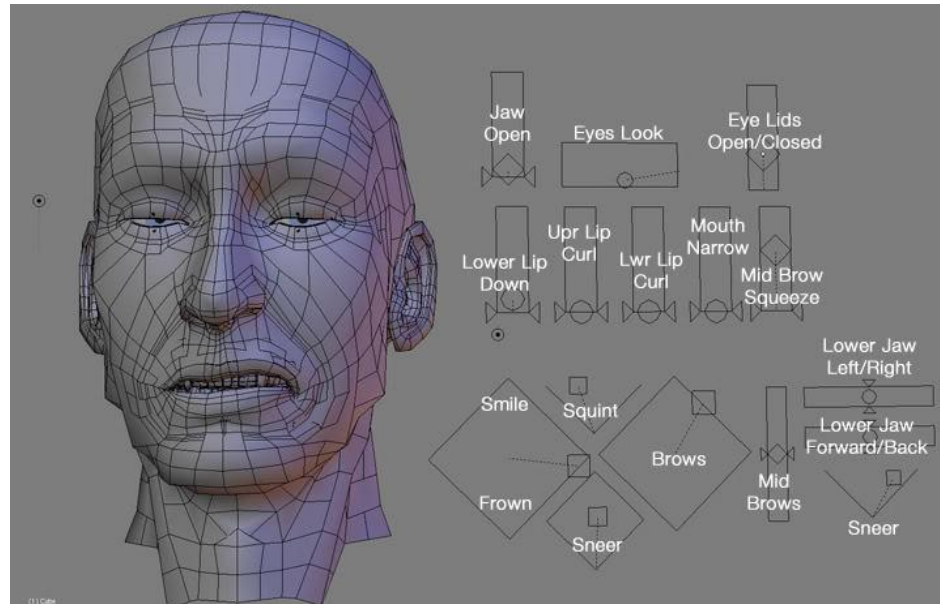 Jaw
Open
Eyes Look
Eye Lids
Open/Closed
Lower Lip
Down
Upr Lip
Curl
Lwr Lip
Curl
Mouth
Narrow
Mid Brow
Squeeze
Smile
Frown
Squint
Sneer
Brows
Mid
Brows
Lower Jaw
Left/Right
Lower Jaw
Forward/Back
Sneer
(1) Cube